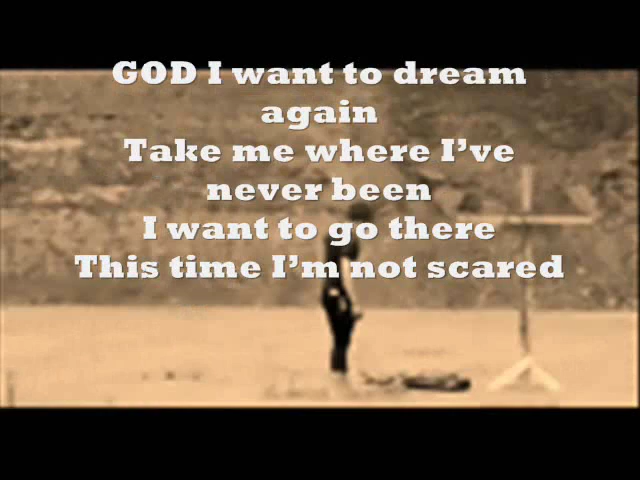 GOD I want to dream
again
Take me where I’ve
never been
I want to go there
This time I’m not scared